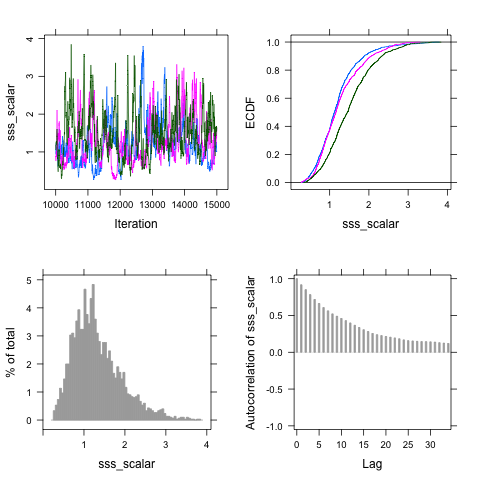 sss_scalar
4
3
2
1
10000 11000 12000 13000 14000 15000
Iteration
ECDF
1.0
0.8
0.6
0.4
0.2
0.0
1 2 3 4
sss_scalar
% of total
5
4
3
2
1
0
1 2 3 4
sss_scalar
Autocorrelation of sss_scalar
1.0
0.5
0.0
-0.5
-1.0
0 5 10 15 20 25 30
Lag